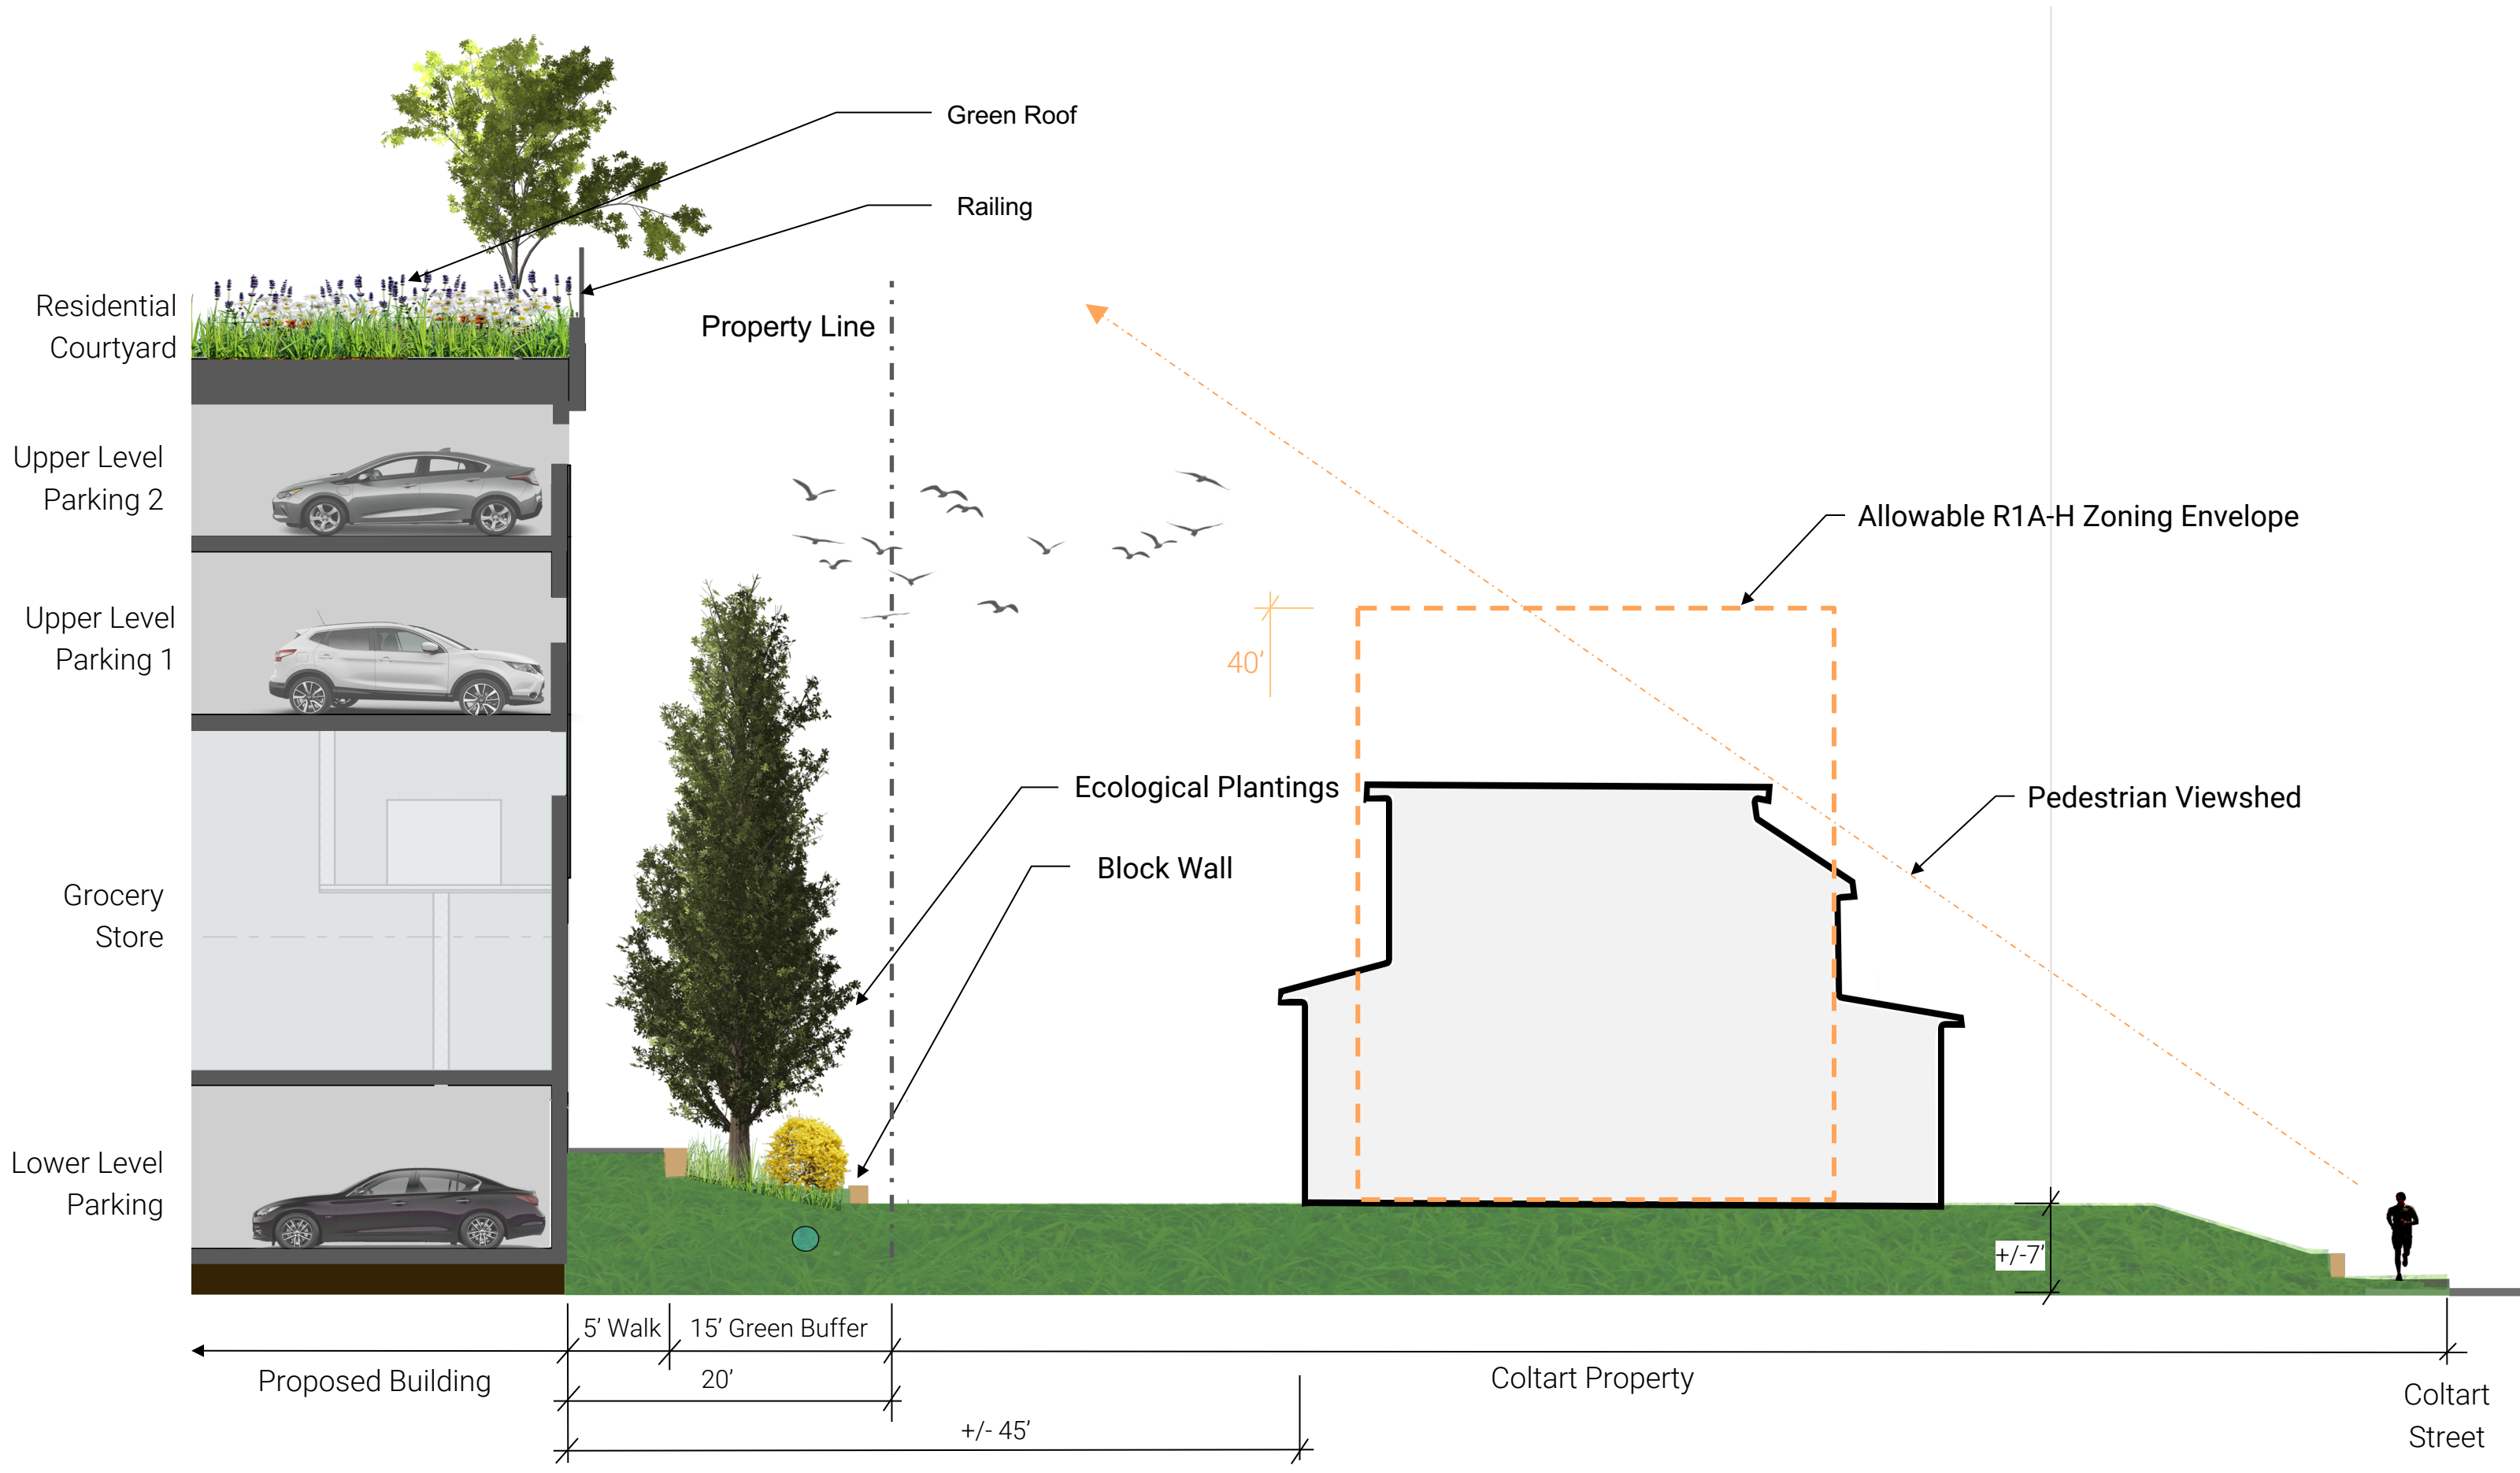 Green Roof
Railing
Residential
Courtyard
Property Line
Upper Level
Parking 2
Allowable R1A-H Zoning Envelope
Upper Level
Parking 1
40’
Ecological Plantings
Pedestrian Viewshed
Block Wall
Grocery
Store
Lower Level
Parking
+/-7’
5’ Walk
15’ Green Buffer
Proposed Building
20’
Coltart Property
Coltart
Street
+/- 45’